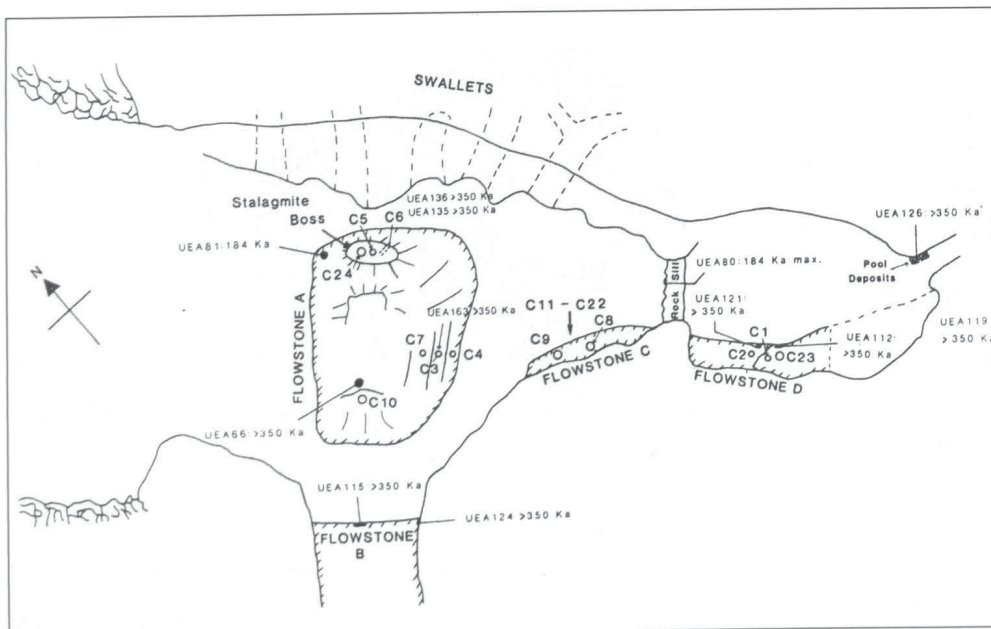 SWALLETS
UEA136:>350 Ka
UEA135:>350 Ka
Stalagmite
Boss
C5
C6
UEA81:184 Ka
C24
N
FLOWSTONE A
UEA163:>350 Ka
C7
C3
C4
C10
UEA66:>350 Ka
UEA115:>350 Ka
UEA124:>350 Ka
FLOWSTONE
B
C11 - C22
C9
C8
FLOWSTONE C
Rock Sill
UEA80:184 Ka max.
UEA121:
>350 Ka
C1
C2
C23
UEA112:
>350 Ka
FLOWSTONE D
UEA126:>350 Ka
Pool
Deposits
UEA119:
>350 Ka